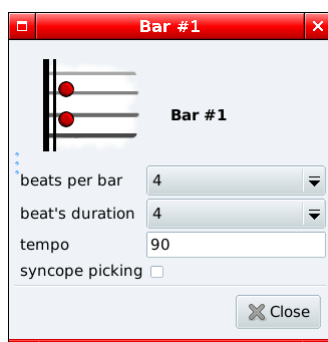 Bar #1
Bar #1
beats per bar 4
beat's duration 4
tempo 90
syncope picking
Close